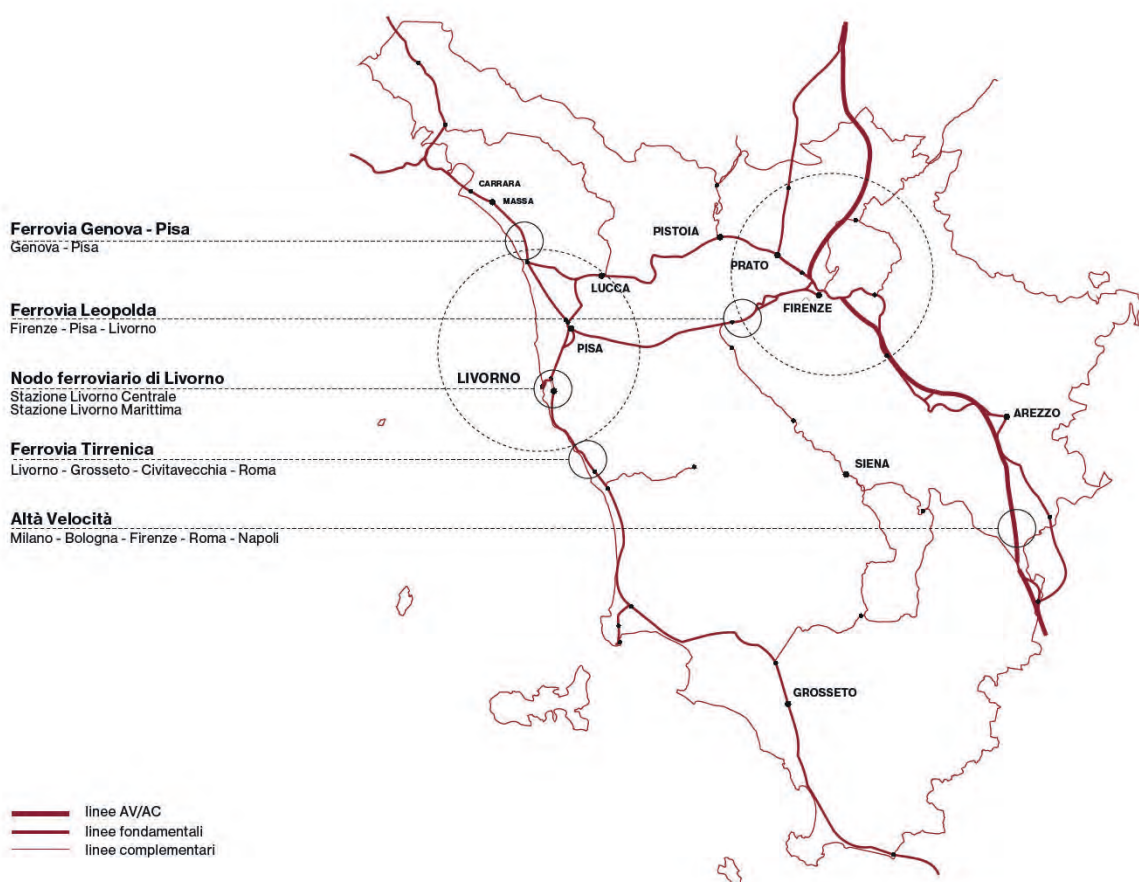 CARRARA
MASSA
Ferrovia Genova - Pisa
Genova - Pisa
PISTOIA
PRATO
LUCCA
FIRENZE
Ferrovia Leopolda
Firenze - Pisa - Livorno
PISA
Nodo ferroviario di Livorno
Stazione Livorno Centrale
Stazione Livorno Marittima
LIVORNO
AREZZO
Ferrovia Tirrenica
Livorno - Grosseto - Civitavecchia - Roma
SIENA
Altà Velocità
Milano - Bologna - Firenze - Roma - Napoli
GROSSETO
linee AV/AC
linee fondamentali
linee complementari